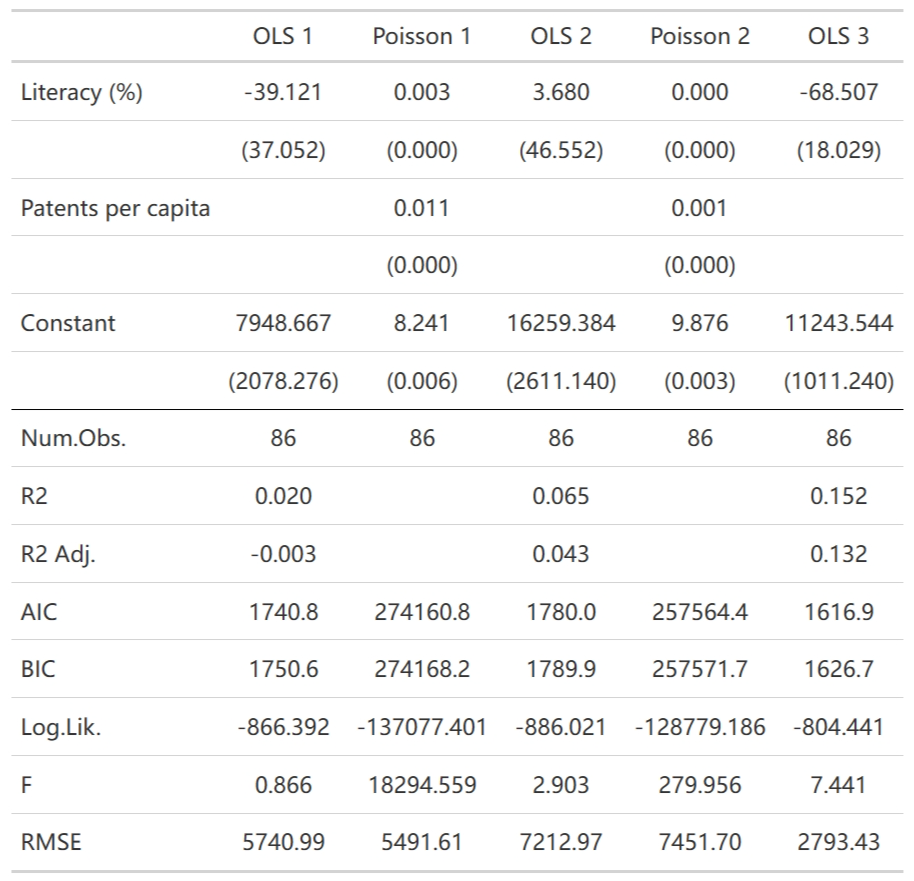 OLS 1 Poisson 1 OLS 2 Poisson 2 OLS 3
Literacy (%) -39.121 0.003 3.680 0.000 -68.507
(37.052) (0.000) (46.552) (0.000) (18.029)
Patents per capita 0.011 0.001
(0.000) (0.000)
Constant 7948.667 8.241 16259.384 9.876 11243.544
(2078.276) (0.006) (2611.140) (0.003) (1011.240)
Num.Obs. 86 86 86 86 86
R2 0.020 0.065 0.152
R2 Adj. -0.003 0.043 0.132
AIC 1740.8 274160.8 1780.0 257564.4 1616.9
BIC 1750.6 274168.2 1789.9 257571.7 1626.7
Log.Lik. -866.392 -137077.401 -886.021 -128779.186 -804.441
F 0.866 18294.559 2.903 279.956 7.441
RMSE 5740.99 5491.61 7212.97 7451.70 2793.43